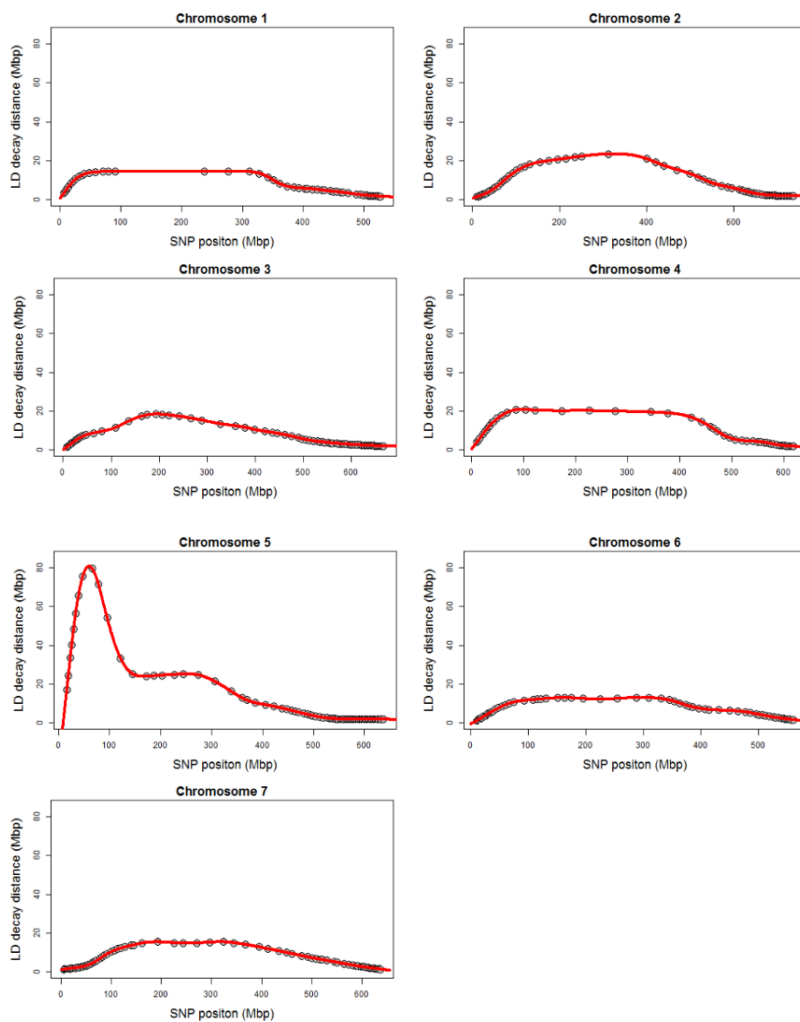 Chromosome 1
LD decay distance (Mbp)
0 20 40 60 80
0 100 200 300 400 500
SNP positon (Mbp)
Chromosome 2
LD decay distance (Mbp)
0 20 40 60 80
0 200 400 600
SNP positon (Mbp)
Chromosome 3
LD decay distance (Mbp)
0 20 40 60 80
0 100 200 300 400 500 600
SNP positon (Mbp)
Chromosome 4
LD decay distance (Mbp)
0 20 40 60 80
0 100 200 300 400 500 600
SNP positon (Mbp)
Chromosome 5
LD decay distance (Mbp)
0 20 40 60 80
0 100 200 300 400 500 600
SNP positon (Mbp)
Chromosome 6
LD decay distance (Mbp)
0 20 40 60 80
0 100 200 300 400 500
SNP positon (Mbp)
Chromosome 7
LD decay distance (Mbp)
0 20 40 60 80
0 100 200 300 400 500 600
SNP positon (Mbp)